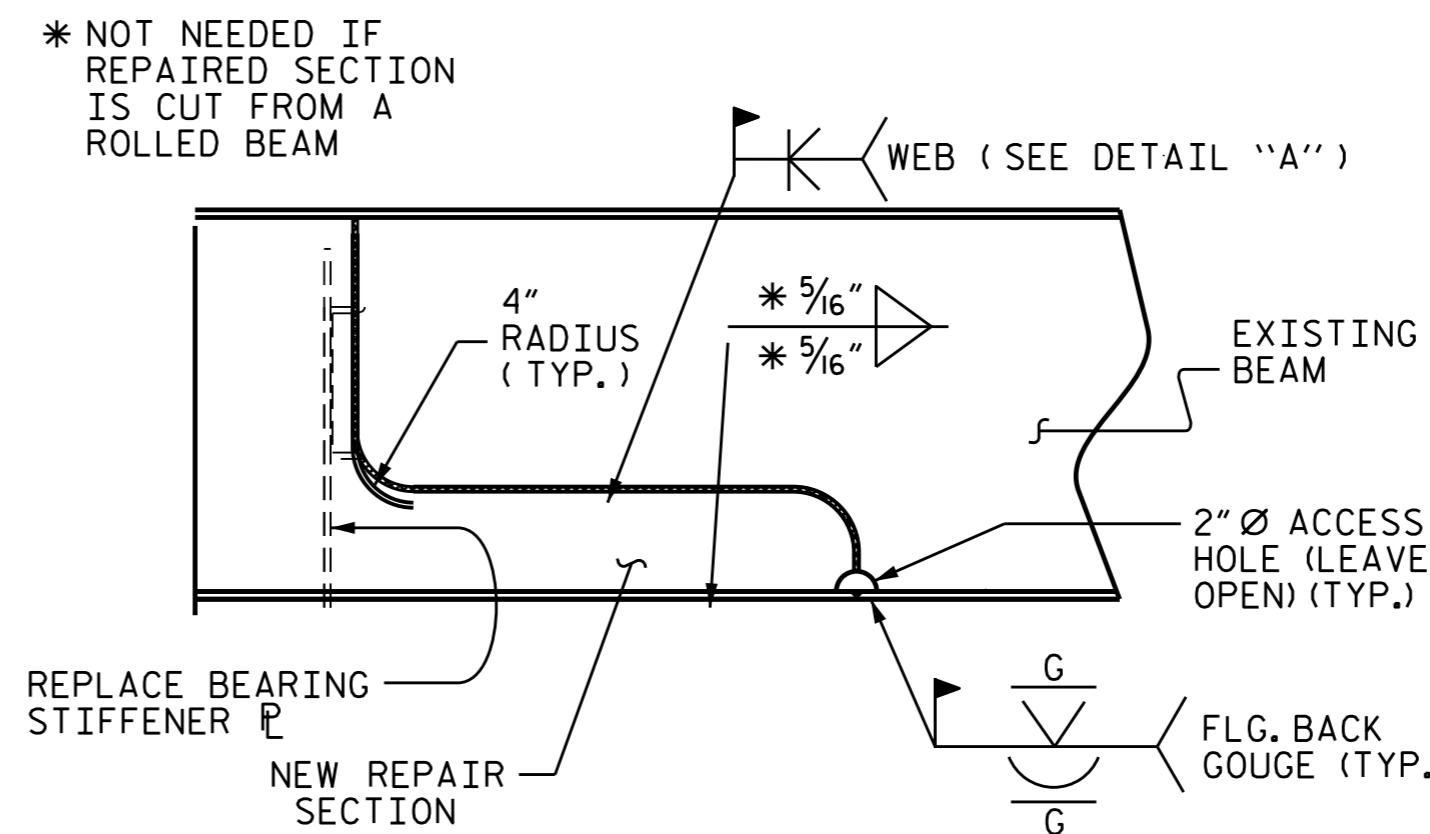 * NOT NEEDED IF
REPAIRED SECTION
IS CUT FROM A
ROLLED BEAM
WEB (SEE DETAIL "A")
4"
RADIUS
(TYP.)
* 5/16"
* 5/16"
EXISTING
BEAM
2" Ø ACCESS
HOLE (LEAVE
OPEN) (TYP.)
REPLACE BEARING
STIFFENER ⅊
NEW REPAIR
SECTION
G
G
FLG. BACK
GOUGE (TYP.